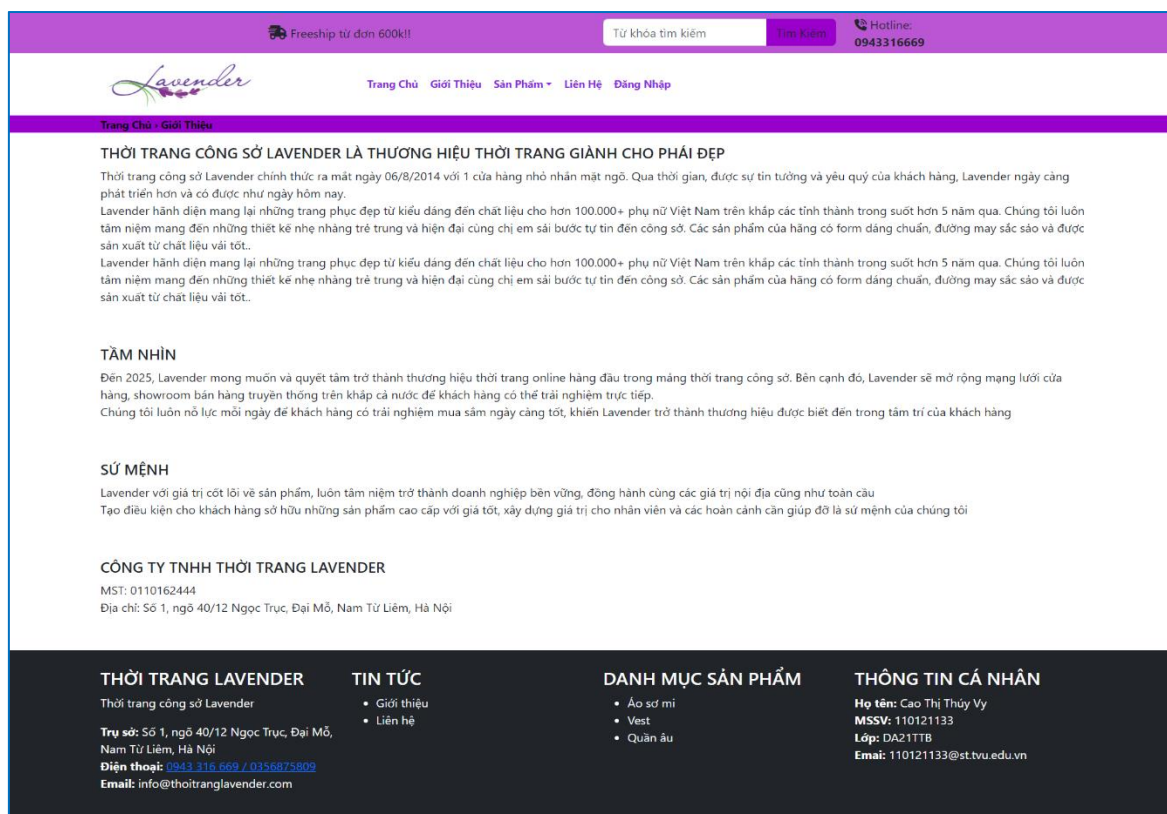 Freeship từ đơn 600k!!
Từ khóa tìm kiếm
Tìm Kiếm
Hotline:
0943316669
Lavender
Trang Chủ Giới Thiệu Sản Phẩm Liên Hệ Đăng Nhập
Trang Chủ › Giới Thiệu
THỜI TRANG CÔNG SỞ LAVENDER LÀ THƯƠNG HIỆU THỜI TRANG GIÀNH CHO PHÁI ĐẸP
Thời trang công sở Lavender chính thức ra mắt ngày 06/8/2014 với 1 cửa hàng nhỏ nhắn mặt ngõ. Qua thời gian, được sự tin tưởng và yêu quý của khách hàng, Lavender ngày càng
phát triển hơn và có được như ngày hôm nay.
Lavender hãnh diện mang lại những trang phục đẹp từ kiểu dáng đến chất liệu cho hơn 100.000+ phụ nữ Việt Nam trên khắp các tỉnh thành trong suốt hơn 5 năm qua. Chúng tôi luôn
tâm niệm mang đến những thiết kế nhẹ nhàng trẻ trung và hiện đại cùng chị em sải bước tự tin đến công sở. Các sản phẩm của hãng có form dáng chuẩn, đường may sắc sảo và được
sản xuất từ chất liệu vải tốt..
Lavender hãnh diện mang lại những trang phục đẹp từ kiểu dáng đến chất liệu cho hơn 100.000+ phụ nữ Việt Nam trên khắp các tỉnh thành trong suốt hơn 5 năm qua. Chúng tôi luôn
tâm niệm mang đến những thiết kế nhẹ nhàng trẻ trung và hiện đại cùng chị em sải bước tự tin đến công sở. Các sản phẩm của hãng có form dáng chuẩn, đường may sắc sảo và được
sản xuất từ chất liệu vải tốt..
TẦM NHÌN
Đến 2025, Lavender mong muốn và quyết tâm trở thành thương hiệu thời trang online hàng đầu trong mảng thời trang công sở. Bên cạnh đó, Lavender sẽ mở rộng mạng lưới cửa
hàng, showroom bán hàng truyền thống trên khắp cả nước để khách hàng có thể trải nghiệm trực tiếp.
Chúng tôi luôn nỗ lực mỗi ngày để khách hàng có trải nghiệm mua sắm ngày càng tốt, khiến Lavender trở thành thương hiệu được biết đến trong tâm trí của khách hàng
SỨ MỆNH
Lavender với giá trị cốt lõi về sản phẩm, luôn tâm niệm trở thành doanh nghiệp bền vững, đồng hành cùng các giá trị nội địa cũng như toàn cầu
Tạo điều kiện cho khách hàng sở hữu những sản phẩm cao cấp với giá tốt, xây dựng giá trị cho nhân viên và các hoàn cảnh cần giúp đỡ là sứ mệnh của chúng tôi
CÔNG TY TNHH THỜI TRANG LAVENDER
MST: 0110162444
Địa chỉ: Số 1, ngõ 40/12 Ngọc Trục, Đại Mỗ, Nam Từ Liêm, Hà Nội
THỜI TRANG LAVENDER
Thời trang công sở Lavender
Trụ sở: Số 1, ngõ 40/12 Ngọc Trục, Đại Mỗ,
Nam Từ Liêm, Hà Nội
Điện thoại: 0943 316 669 / 0356875809
Email: info@thoitranglavender.com
TIN TỨC
Giới thiệu
Liên hệ
DANH MỤC SẢN PHẨM
Áo sơ mi
Vest
Quần âu
THÔNG TIN CÁ NHÂN
Họ tên: Cao Thị Thúy Vy
MSSV: 110121133
Lớp: DA21TTB
Emai: 110121133@st.tvu.edu.vn